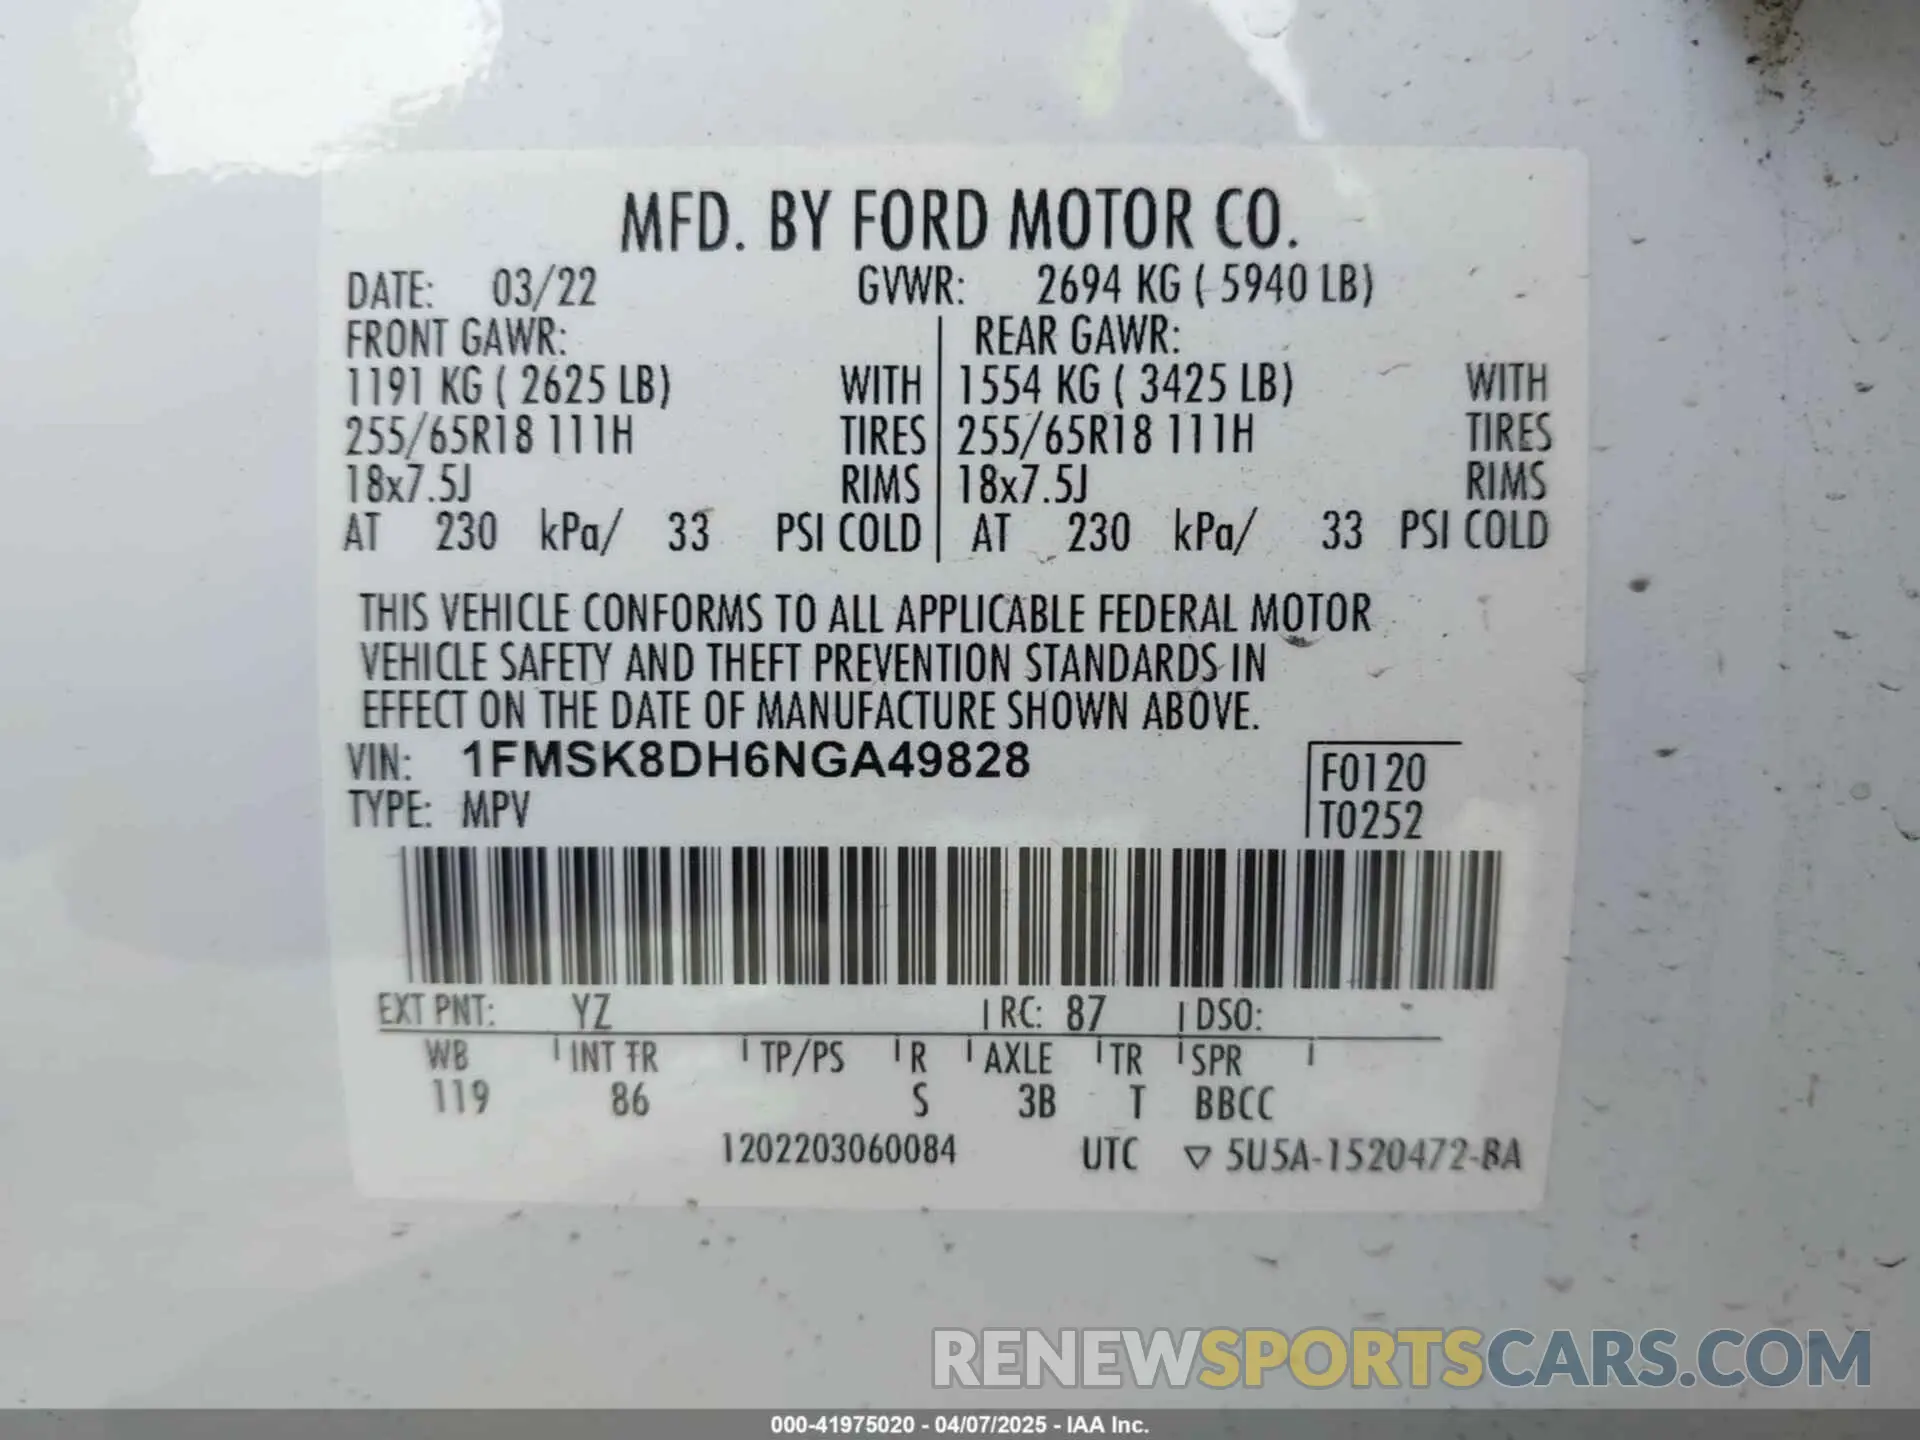 MFD. BY FORD MOTOR CO.
DATE: 03/22 GVWR: 2694 KG ( 5940 LB)
FRONT GAWR: REAR GAWR:
1191 KG ( 2625 LB) WITH 1554 KG ( 3425 LB) WITH
255/65R18 111H TIRES 255/65R18 111H TIRES
18x7.5J RIMS 18x7.5J RIMS
AT 230 kPa/ 33 PSI COLD AT 230 kPa/ 33 PSI COLD
THIS VEHICLE CONFORMS TO ALL APPLICABLE FEDERAL MOTOR
VEHICLE SAFETY AND THEFT PREVENTION STANDARDS IN
EFFECT ON THE DATE OF MANUFACTURE SHOWN ABOVE.
VIN: 1FMSK8DH6NGA49828 F0120
TYPE: MPV T0252
EXT PNT: YZ RC: 87 DSO:
WB INT TR TP/PS R AXLE TR SPR
119 86 S 3B T BBCC
1202203060084 UTC ▽ 5U5A-1520472-BA
RENEWSPORTSCARS.COM
000-41975020 - 04/07/2025 - IAA Inc.